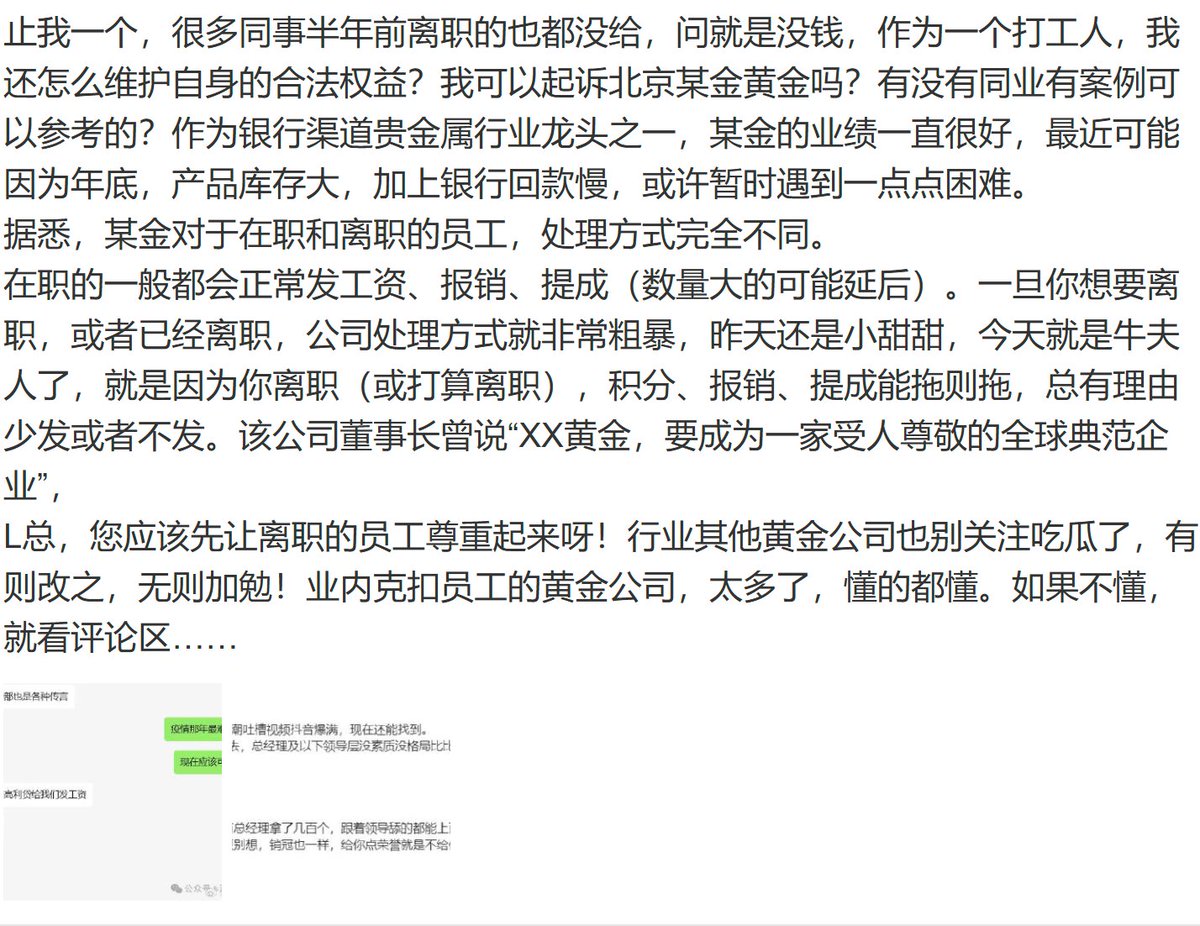 止我一个，很多同事半年前离职的也都没给，问就是没钱，作为一个打工人，我
还怎么维护自身的合法权益？我可以起诉北京某金黄金吗？有没有同业有案例可
以参考的？作为银行渠道贵金属行业龙头之一，某金的业绩一直很好，最近可能
因为年底，产品库存大，加上银行回款慢，或许暂时遇到一点点困难。
据悉，某金对于在职和离职的员工，处理方式完全不同。
在职的一般都会正常发工资、报销、提成（数量大的可能延后）。一旦你想要离
职，或者已经离职，公司处理方式就非常粗暴，昨天还是小甜甜，今天就是牛夫
人了，就是因为你离职（或打算离职），积分、报销、提成能拖则拖，总有理由
少发或者不发。该公司董事长曾说“XX黄金，要成为一家受人尊敬的全球典范企
业”，
L总，您应该先让离职的员工尊重起来呀！行业其他黄金公司也别关注吃瓜了，有
则改之，无则加勉！业内克扣员工的黄金公司，太多了，懂的都懂。如果不懂，
就看评论区……
部也是各种传言
疫情那年最
现在应该
高利贷给我们发工资
公众号
潮吐槽视频抖音爆满，现在还能找到。
去，总经理及以下领导层没素质没格局比比
总经理拿了几百个，跟着领导舔的都能上
别想，销冠也一样，给你点荣誉就是不给